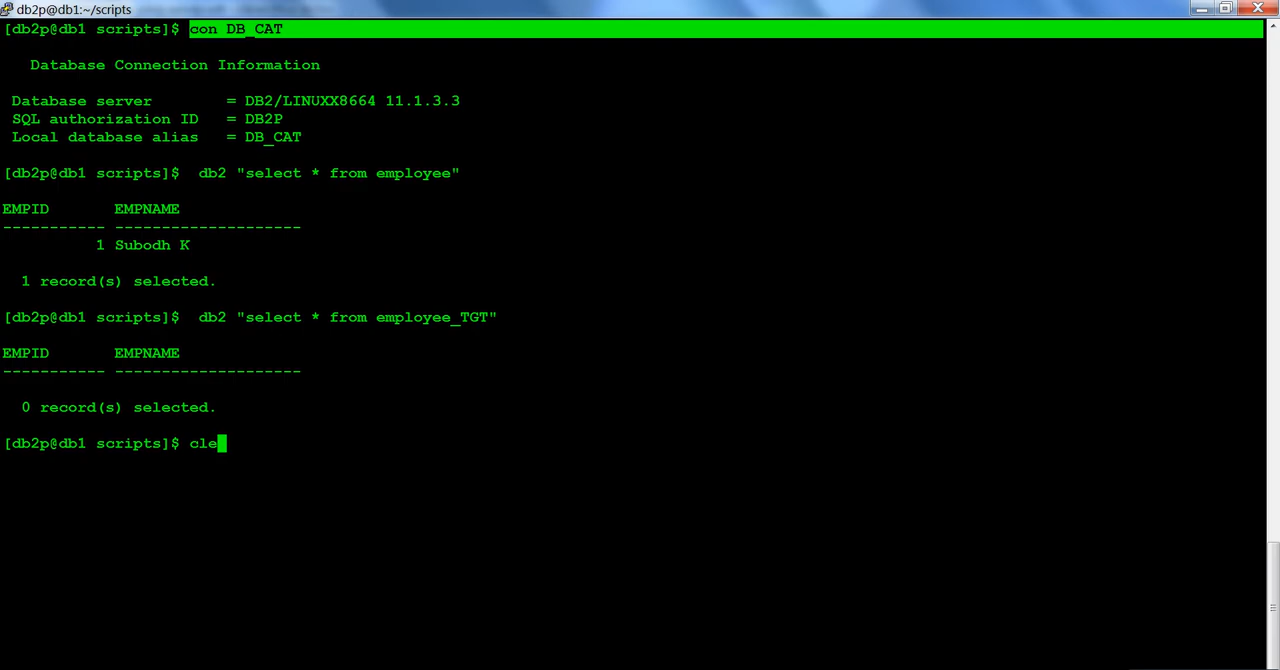 db2p@db1:~/scripts
[db2p@db1 scripts]$ con DB_CAT
Database Connection Information
Database server        = DB2/LINUXX8664 11.1.3.3
SQL authorization ID   = DB2P
Local database alias   = DB_CAT
[db2p@db1 scripts]$  db2 "select * from employee"
EMPID       EMPNAME
----------- --------------------
          1 Subodh K
  1 record(s) selected.
[db2p@db1 scripts]$  db2 "select * from employee_TGT"
EMPID       EMPNAME
----------- --------------------
  0 record(s) selected.
[db2p@db1 scripts]$ cle